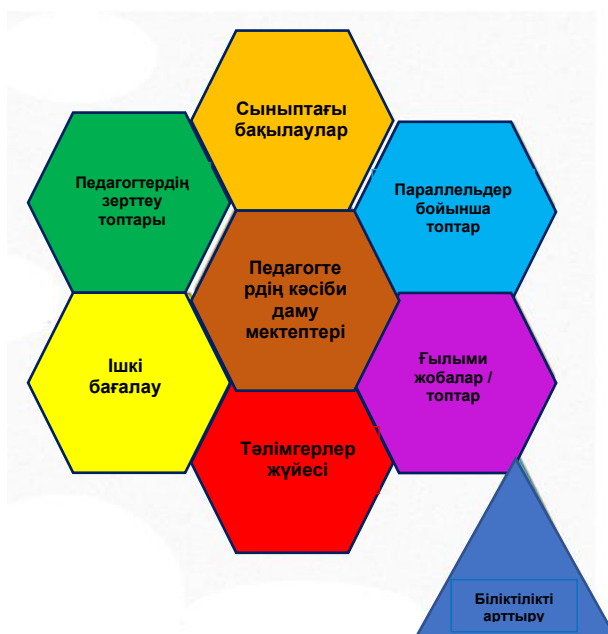 Сыныптағы
бақылаулар
Педагогтердің
зерттеу
топтары
Параллельдер
бойынша
топтар
Педагогте
рдің кәсіби
даму
мектептері
Ішкі
бағалау
Ғылыми
жобалар /
топтар
Тәлімгерлер
жүйесі
Біліктілікті
арттыру